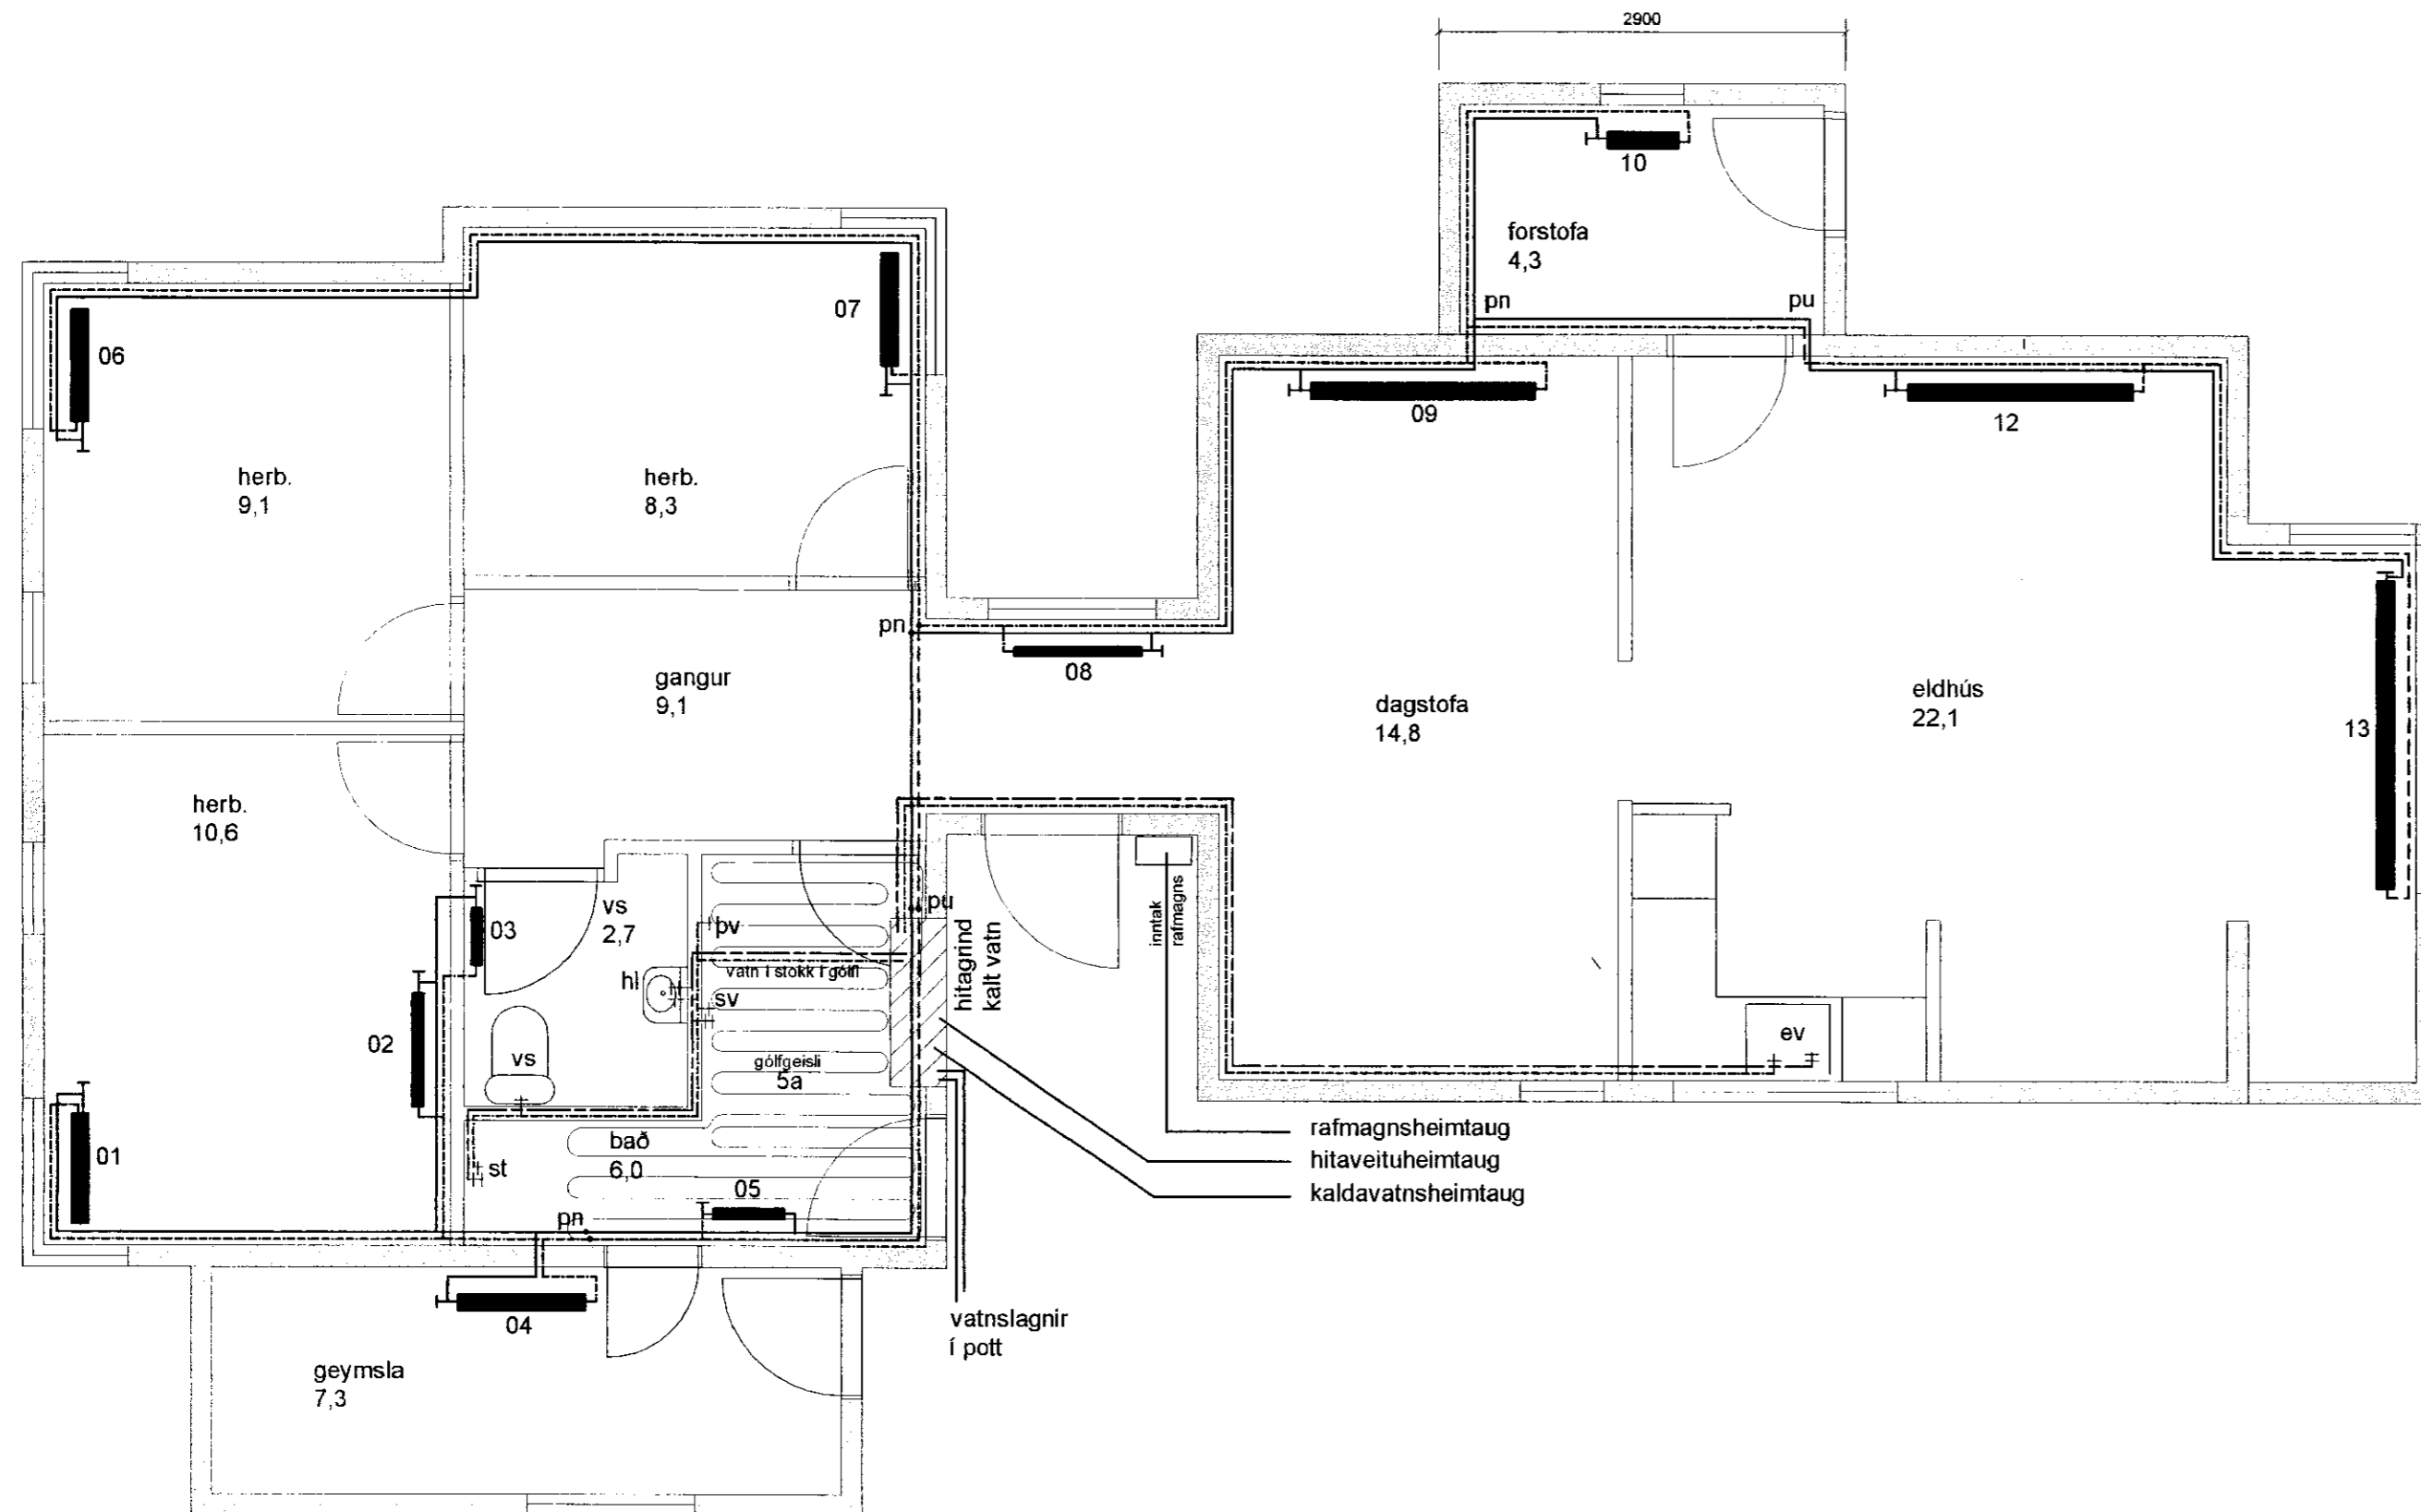 2900
10
forstofa
4,3
pn
pu
07
06
09
12
herb.
9,1
herb.
8,3
pn
08
gangur
9,1
dagstofa
14,8
eldhús
22,1
13
herb.
10,6
03
vs
2,7
þv
pu
hitagrind
kalt vatn
inntak
rafmagns
vatn í stokk í gólfi
hl
sv
02
vs
gólfgeisli
5a
ev
01
bað
6,0
st
05
pn
rafmagnsheimtaug
hitaveituheimtaug
kaldavatnsheimtaug
04
vatnslagnir
í pott
geymsla
7,3